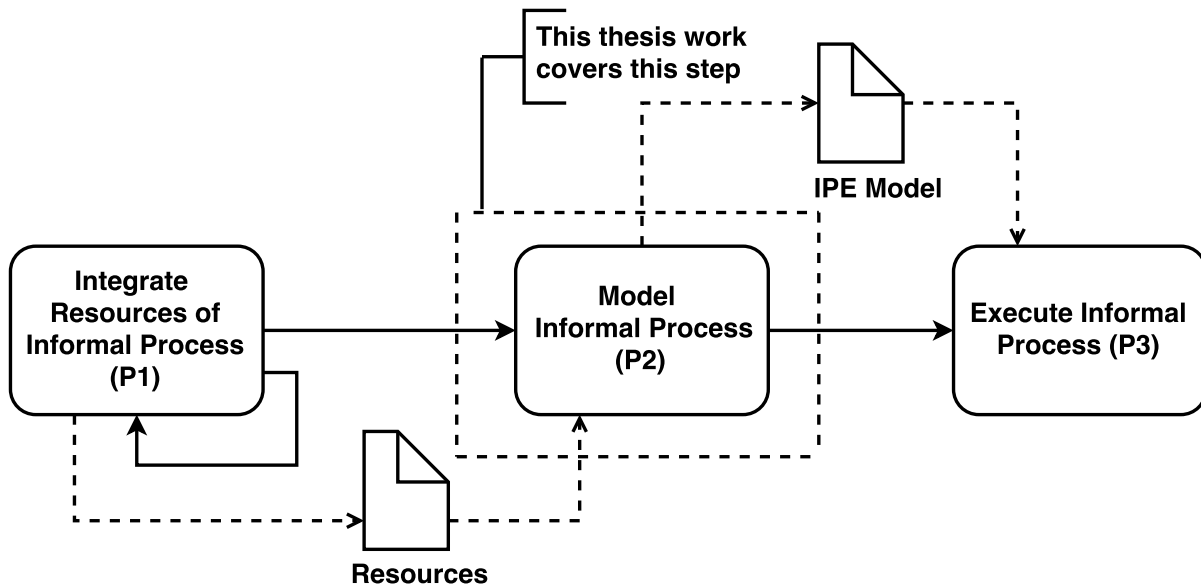 This thesis work
covers this step
IPE Model
Integrate
Resources of
Informal Process
(P1)
Model
Informal Process
(P2)
Execute Informal
Process (P3)
Resources